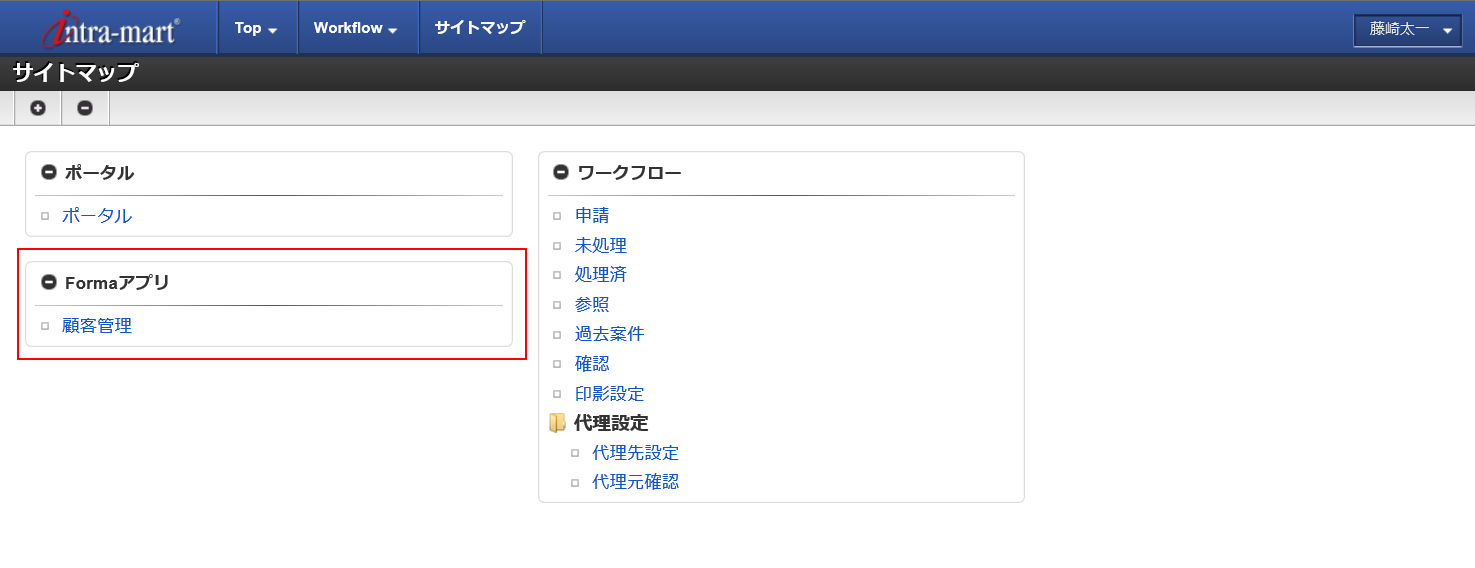 intra-mart®
Top
Workflow
サイトマップ
藤崎太一
サイトマップ
ポータル
ポータル
Formaアプリ
顧客管理
ワークフロー
申請
未処理
処理済
参照
過去案件
確認
印影設定
代理設定
代理先設定
代理元確認